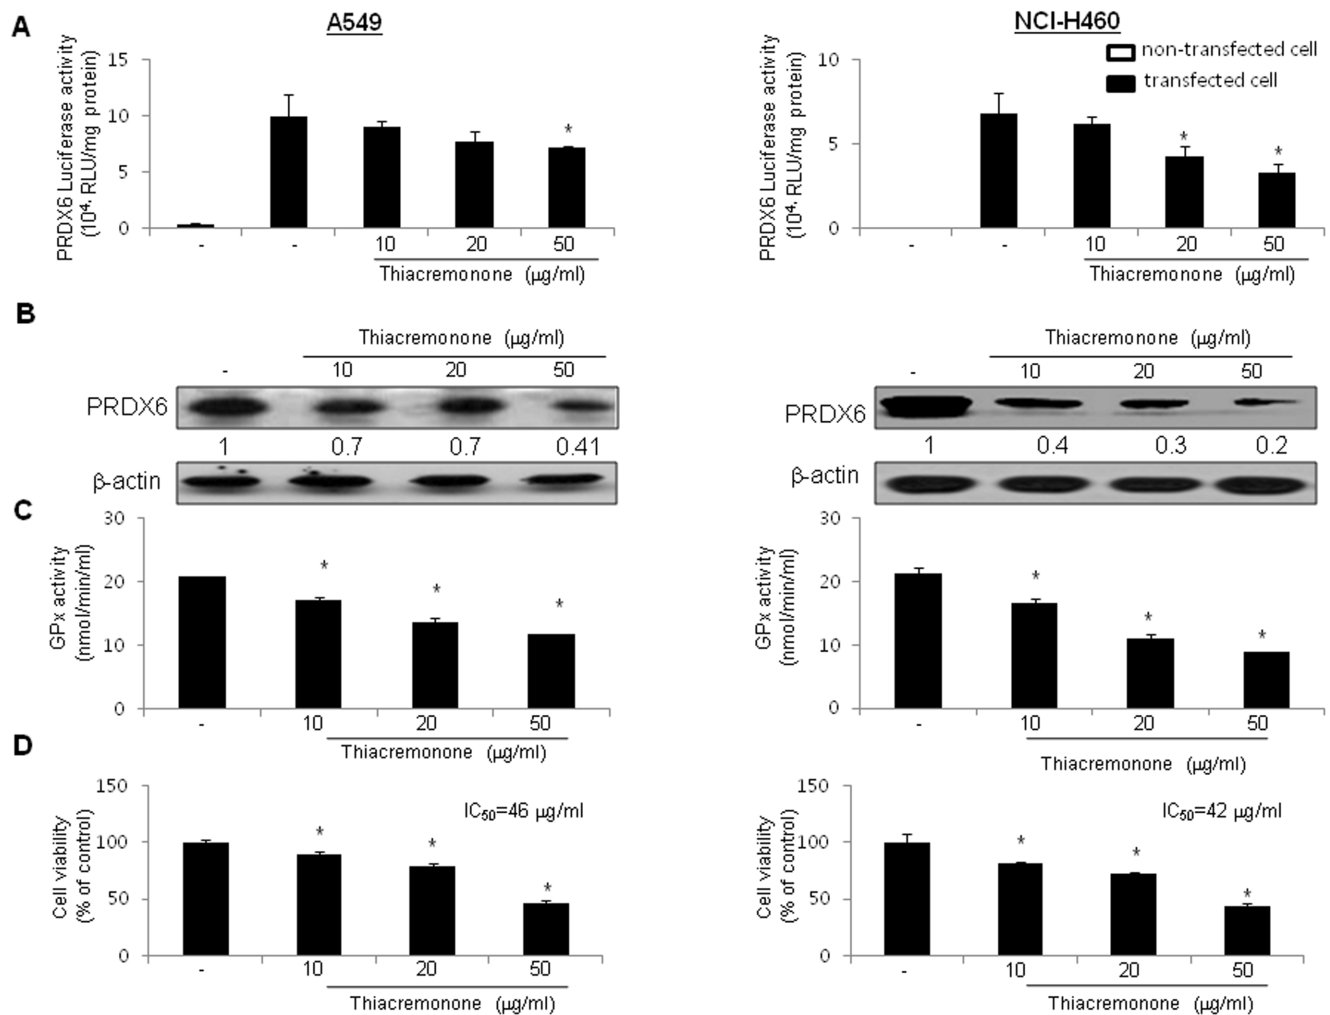 A
A549
NCI-H460
PRDX6 Luciferase activity
(10⁴· RLU/mg protein)
15
10
5
0
- - 10 20 50
Thiacremonone (µg/ml)
PRDX6 Luciferase activity
(10⁴· RLU/mg protein)
10
5
0
non-transfected cell
transfected cell
*
* *
- - 10 20 50
Thiacremonone (µg/ml)
B
Thiacremonone (µg/ml)
- 10 20 50
PRDX6
1 0.7 0.7 0.41
β-actin
Thiacremonone (µg/ml)
- 10 20 50
PRDX6
1 0.4 0.3 0.2
β-actin
C
GPx activity
(nmol/min/ml)
30
20
10
0
* * *
- 10 20 50
Thiacremonone (µg/ml)
GPx activity
(nmol/min/ml)
30
20
10
0
* * *
- 10 20 50
Thiacremonone (µg/ml)
D
Cell viability
(% of control)
150
100
50
0
IC₅₀=46 µg/ml
* * *
- 10 20 50
Thiacremonone (µg/ml)
Cell viability
(% of control)
150
100
50
0
IC₅₀=42 µg/ml
* * *
- 10 20 50
Thiacremonone (µg/ml)